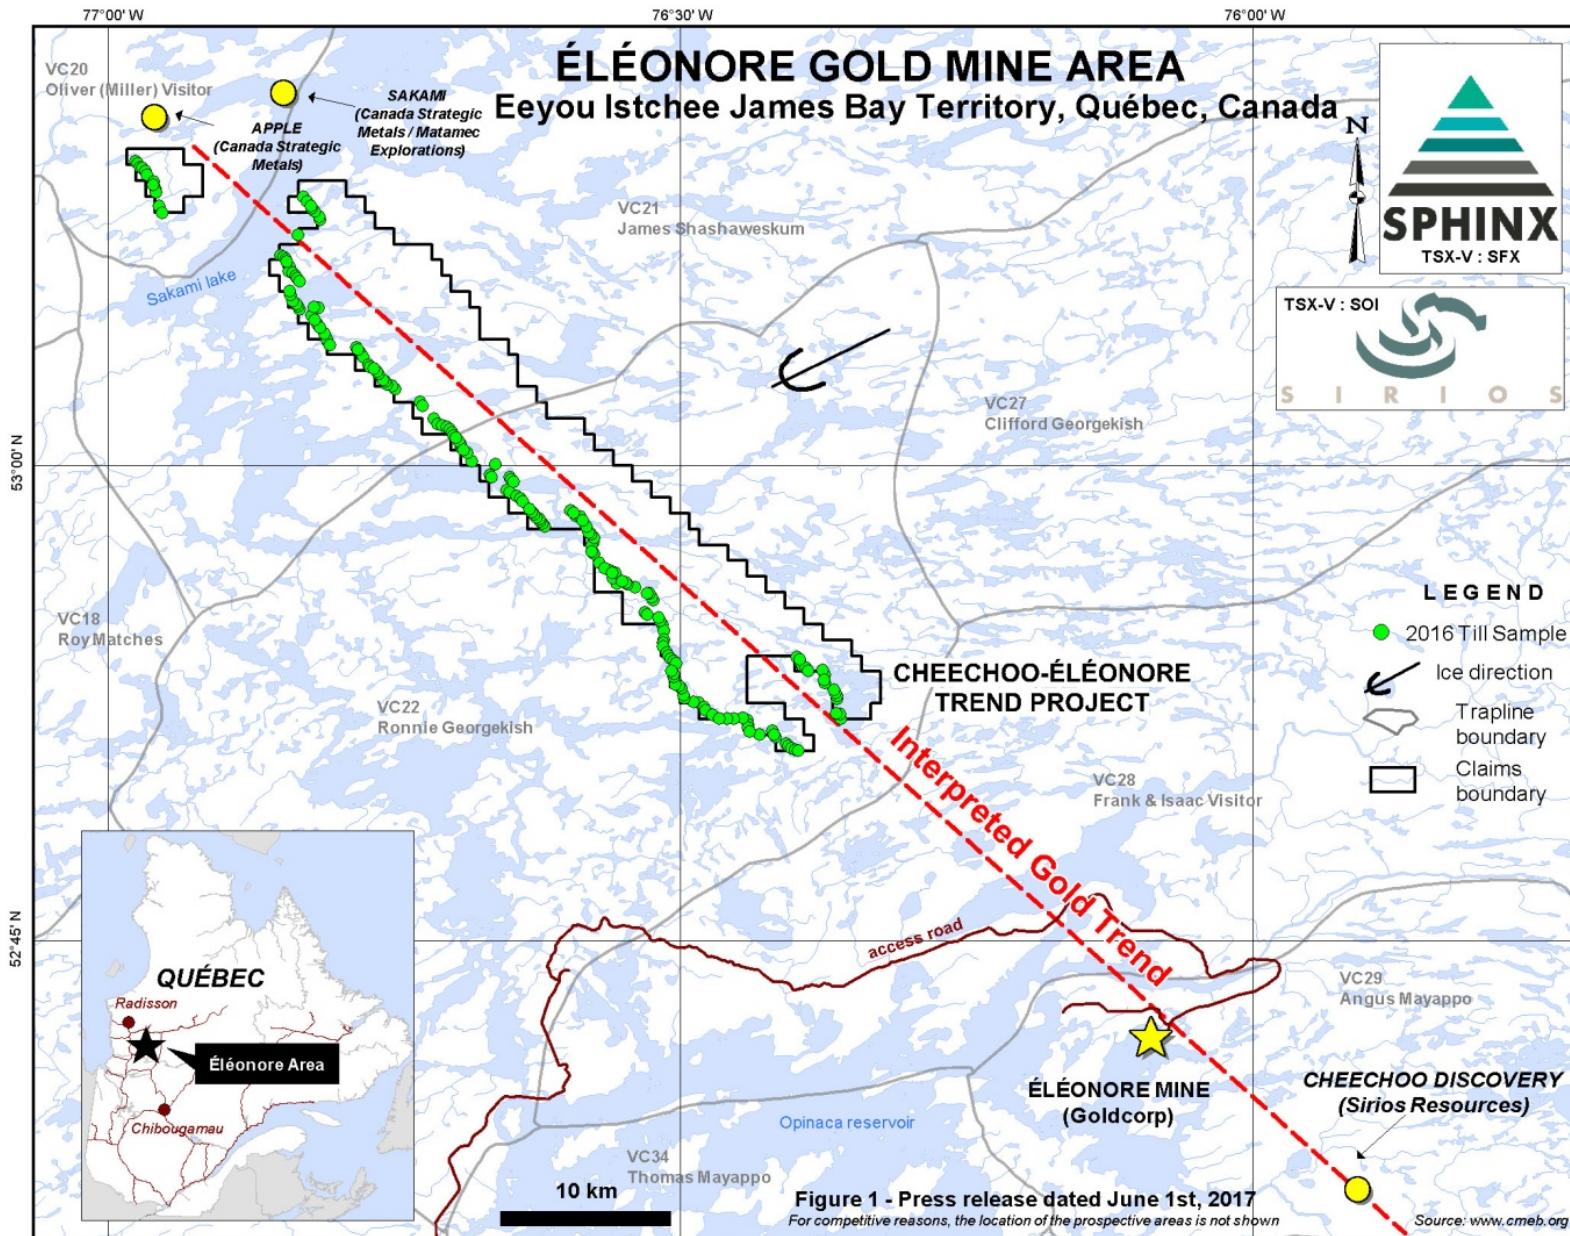 77°00' W
76°30' W
76°00' W
ÉLÉONORE GOLD MINE AREA
Eeyou Istchee James Bay Territory, Québec, Canada
VC20
Oliver (Miller) Visitor
SAKAMI
(Canada Strategic
Metals / Matamec
Explorations)
APPLE
(Canada Strategic
Metals)
N
SPHINX
TSX-V : SFX
TSX-V : SOI
SIRIOS
VC21
James Shashaweskum
Sakami lake
VC27
Clifford Georgekish
53°00' N
LEGEND
2016 Till Sample
Ice direction
Trapline
boundary
Claims
boundary
VC18
Roy Matches
CHEECHOO-ÉLÉONORE
TREND PROJECT
VC22
Ronnie Georgekish
Interpreted Gold Trend
VC28
Frank & Isaac Visitor
52°45' N
access road
QUÉBEC
Radisson
Éléonore Area
Chibougamau
VC29
Angus Mayappo
ÉLÉONORE MINE
(Goldcorp)
CHEECHOO DISCOVERY
(Sirios Resources)
Opinaca reservoir
VC34
Thomas Mayappo
10 km
Figure 1 - Press release dated June 1st, 2017
For competitive reasons, the location of the prospective areas is not shown
Source: www.cmeb.org